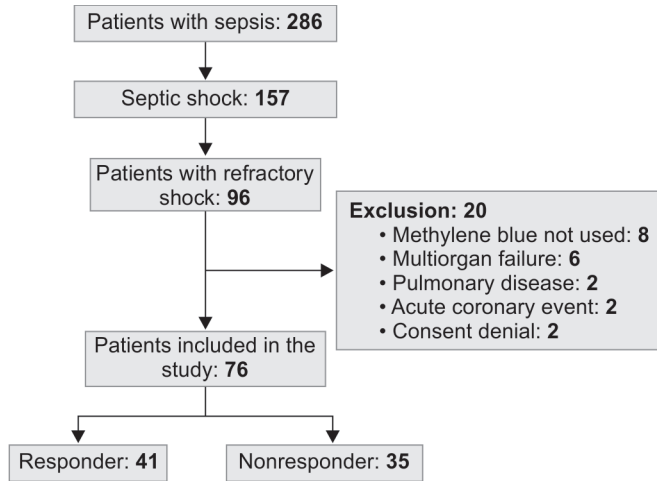 Patients with sepsis: 286
Septic shock: 157
Patients with refractory
shock: 96
Exclusion: 20
• Methylene blue not used: 8
• Multiorgan failure: 6
• Pulmonary disease: 2
• Acute coronary event: 2
• Consent denial: 2
Patients included in the
study: 76
Responder: 41
Nonresponder: 35